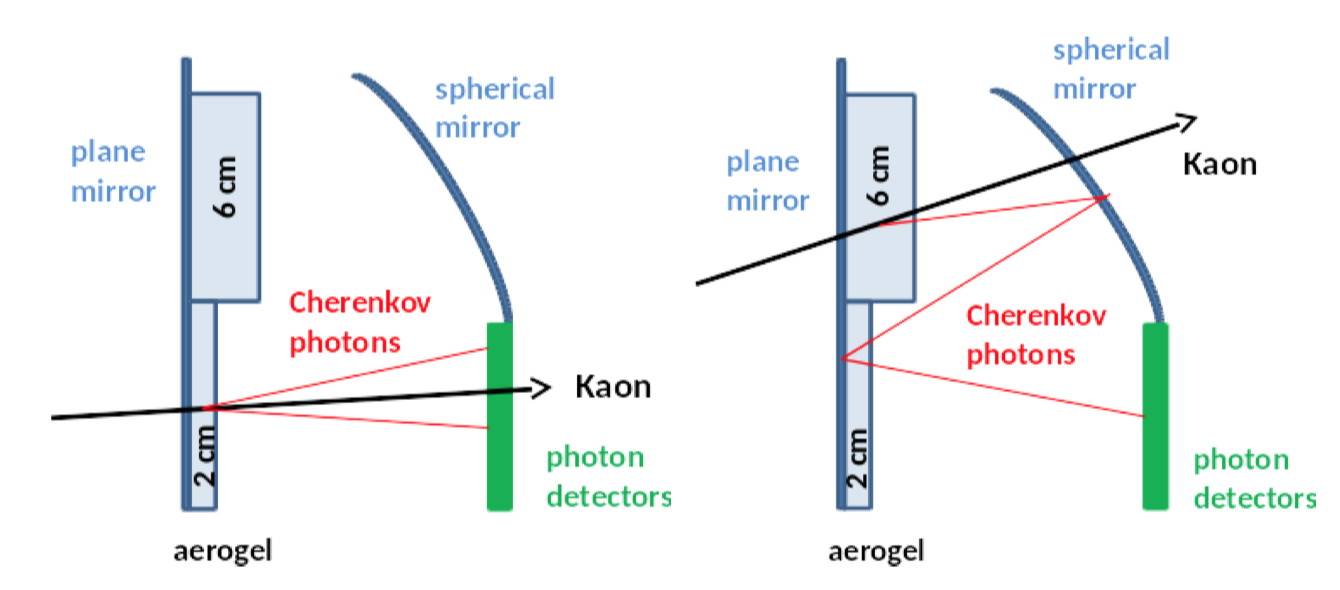 spherical
mirror
plane
mirror
6 cm
Cherenkov
photons
Kaon
2 cm
photon
detectors
aerogel
spherical
mirror
Kaon
plane
mirror
6 cm
Cherenkov
photons
2 cm
photon
detectors
aerogel